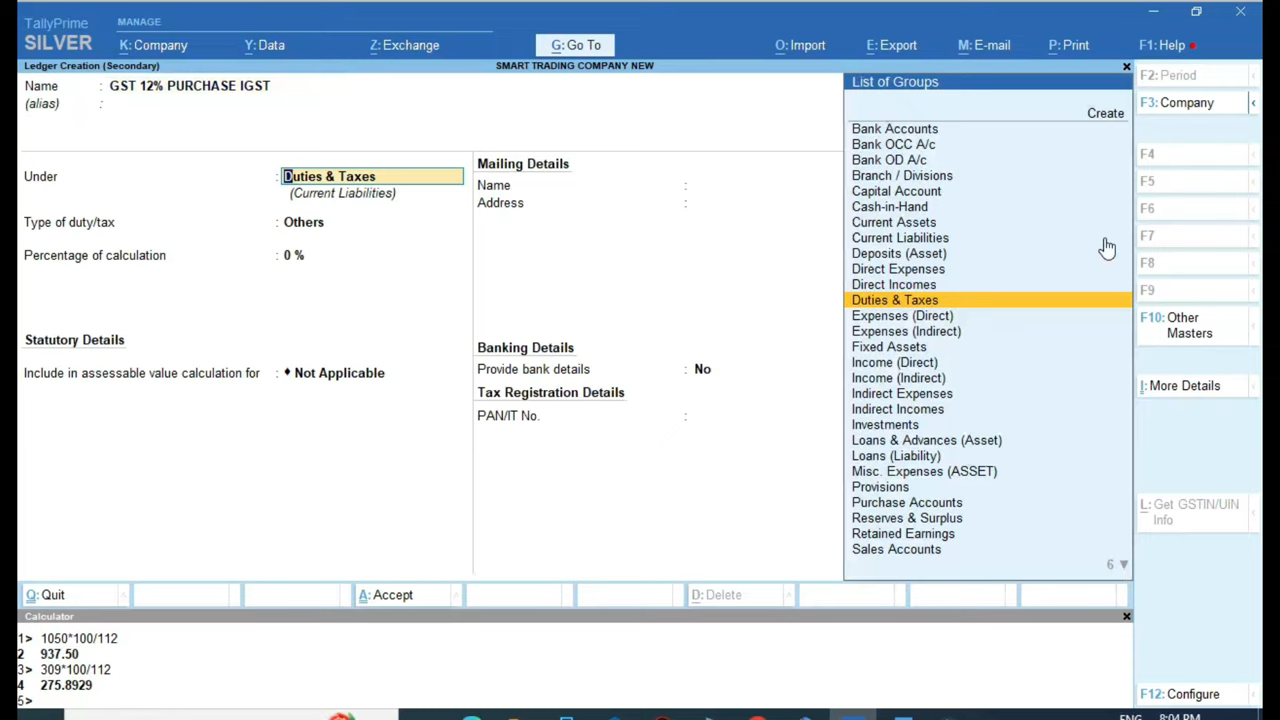 TallyPrime
SILVER
MANAGE
K: Company
Y: Data
Z: Exchange
G: Go To
O: Import
E: Export
M: E-mail
P: Print
F1: Help
Ledger Creation (Secondary)
SMART TRADING COMPANY NEW
Name : GST 12% PURCHASE IGST
(alias) :
Under : Duties & Taxes
(Current Liabilities)
Type of duty/tax : Others
Percentage of calculation : 0 %
Statutory Details
Include in assessable value calculation for : ♦ Not Applicable
Mailing Details
Name :
Address :
Banking Details
Provide bank details : No
Tax Registration Details
PAN/IT No. :
List of Groups
Create
Bank Accounts
Bank OCC A/c
Bank OD A/c
Branch / Divisions
Capital Account
Cash-in-Hand
Current Assets
Current Liabilities
Deposits (Asset)
Direct Expenses
Direct Incomes
Duties & Taxes
Expenses (Direct)
Expenses (Indirect)
Fixed Assets
Income (Direct)
Income (Indirect)
Indirect Expenses
Indirect Incomes
Investments
Loans & Advances (Asset)
Loans (Liability)
Misc. Expenses (ASSET)
Provisions
Purchase Accounts
Reserves & Surplus
Retained Earnings
Sales Accounts
6 ▼
F2: Period
F3: Company
F4
F5
F6
F7
F8
F9
F10: Other
Masters
I: More Details
L: Get GSTIN/UIN
Info
F12: Configure
Q: Quit
A: Accept
D: Delete
Calculator
1> 1050*100/112
2 937.50
3> 309*100/112
4 275.8929
5>
ENG 8:04 PM